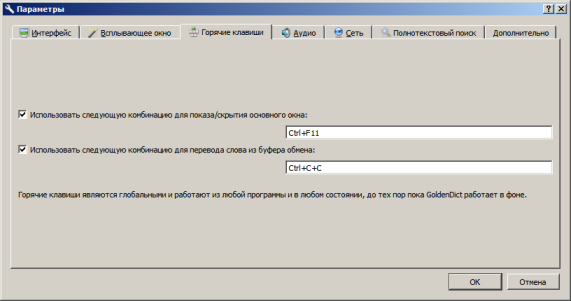 Параметры
Интерфейс Всплывающее окно Горячие клавиши Аудио Сеть Полнотекстовый поиск Дополнительно
Использовать следующую комбинацию для показа/скрытия основного окна:
Ctrl+F11
Использовать следующую комбинацию для перевода слова из буфера обмена:
Ctrl+C+C
Горячие клавиши являются глобальными и работают из любой программы и в любом состоянии, до тех пор пока GoldenDict работает в фоне.
ОК Отмена